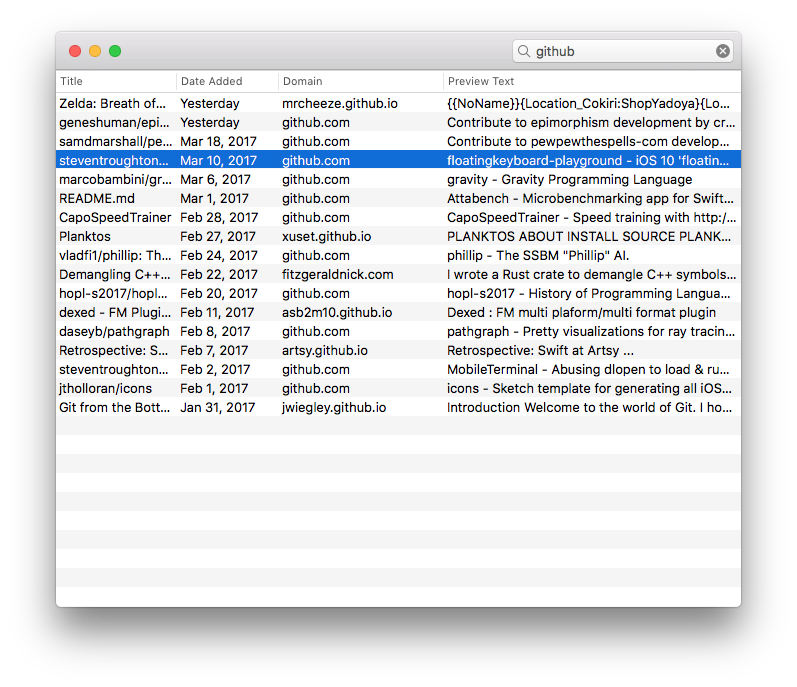 github
Title Date Added Domain Preview Text
Zelda: Breath of... Yesterday mrcheeze.github.io {{NoName}}{Location_Cokiri:ShopYadoya}{Lo...
geneshuman/epi... Yesterday github.com Contribute to epimorphism development by cr...
samdmarshall/pe... Mar 18, 2017 github.com Contribute to pewpewthespells-com develop...
steventroughton... Mar 10, 2017 github.com floatingkeyboard-playground - iOS 10 'floatin...
marcobambini/gr... Mar 6, 2017 github.com gravity - Gravity Programming Language
README.md Mar 1, 2017 github.com Attabench - Microbenchmarking app for Swift...
CapoSpeedTrainer Feb 28, 2017 github.com CapoSpeedTrainer - Speed training with http:/...
Planktos Feb 27, 2017 xuset.github.io PLANKTOS ABOUT INSTALL SOURCE PLANK...
vladfi1/phillip: Th... Feb 24, 2017 github.com phillip - The SSBM "Phillip" AI.
Demangling C++... Feb 22, 2017 fitzgeraldnick.com I wrote a Rust crate to demangle C++ symbols...
hopl-s2017/hopl... Feb 20, 2017 github.com hopl-s2017 - History of Programming Langua...
dexed - FM Plugi... Feb 11, 2017 asb2m10.github.io Dexed : FM multi plaform/multi format plugin
daseyb/pathgraph Feb 8, 2017 github.com pathgraph - Pretty visualizations for ray tracin...
Retrospective: S... Feb 7, 2017 artsy.github.io Retrospective: Swift at Artsy ...
steventroughton... Feb 2, 2017 github.com MobileTerminal - Abusing dlopen to load & ru...
jtholloran/icons Feb 1, 2017 github.com icons - Sketch template for generating all iOS...
Git from the Bott... Jan 31, 2017 jwiegley.github.io Introduction Welcome to the world of Git. I ho...